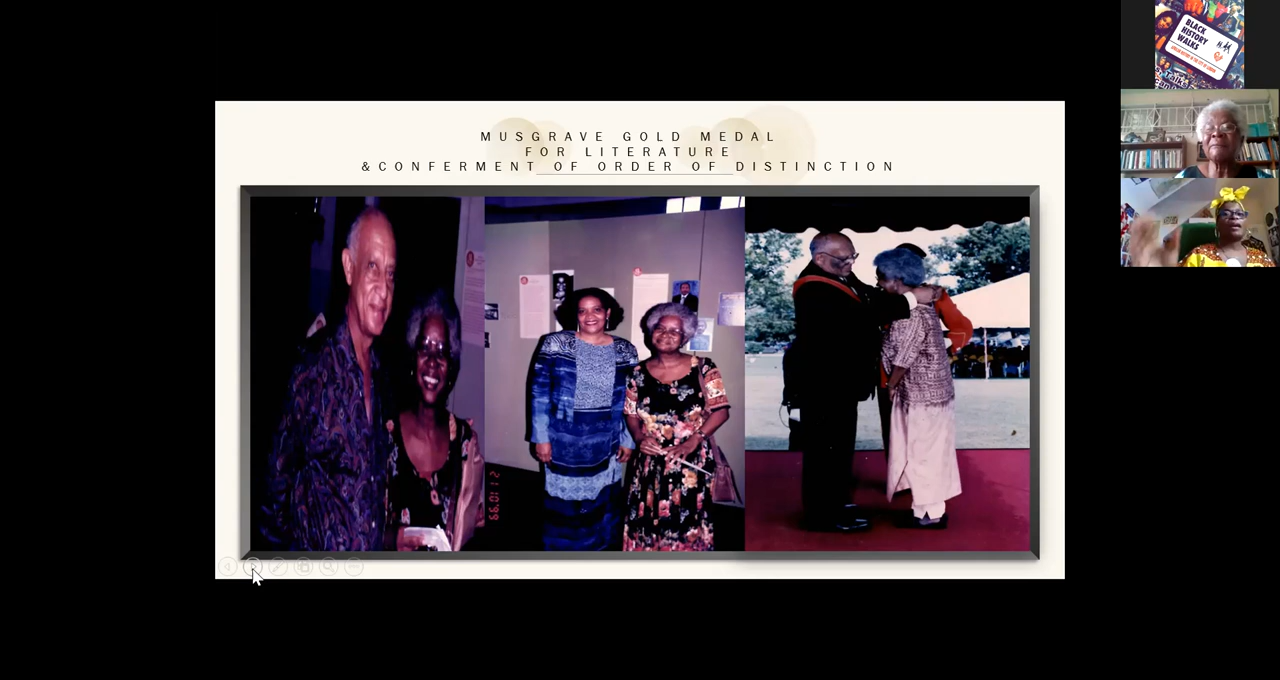 MUSGRAVE GOLD MEDAL
FOR LITERATURE
&CONFERMENT OF ORDER OF DISTINCTION
BLACK
HISTORY
WALKS